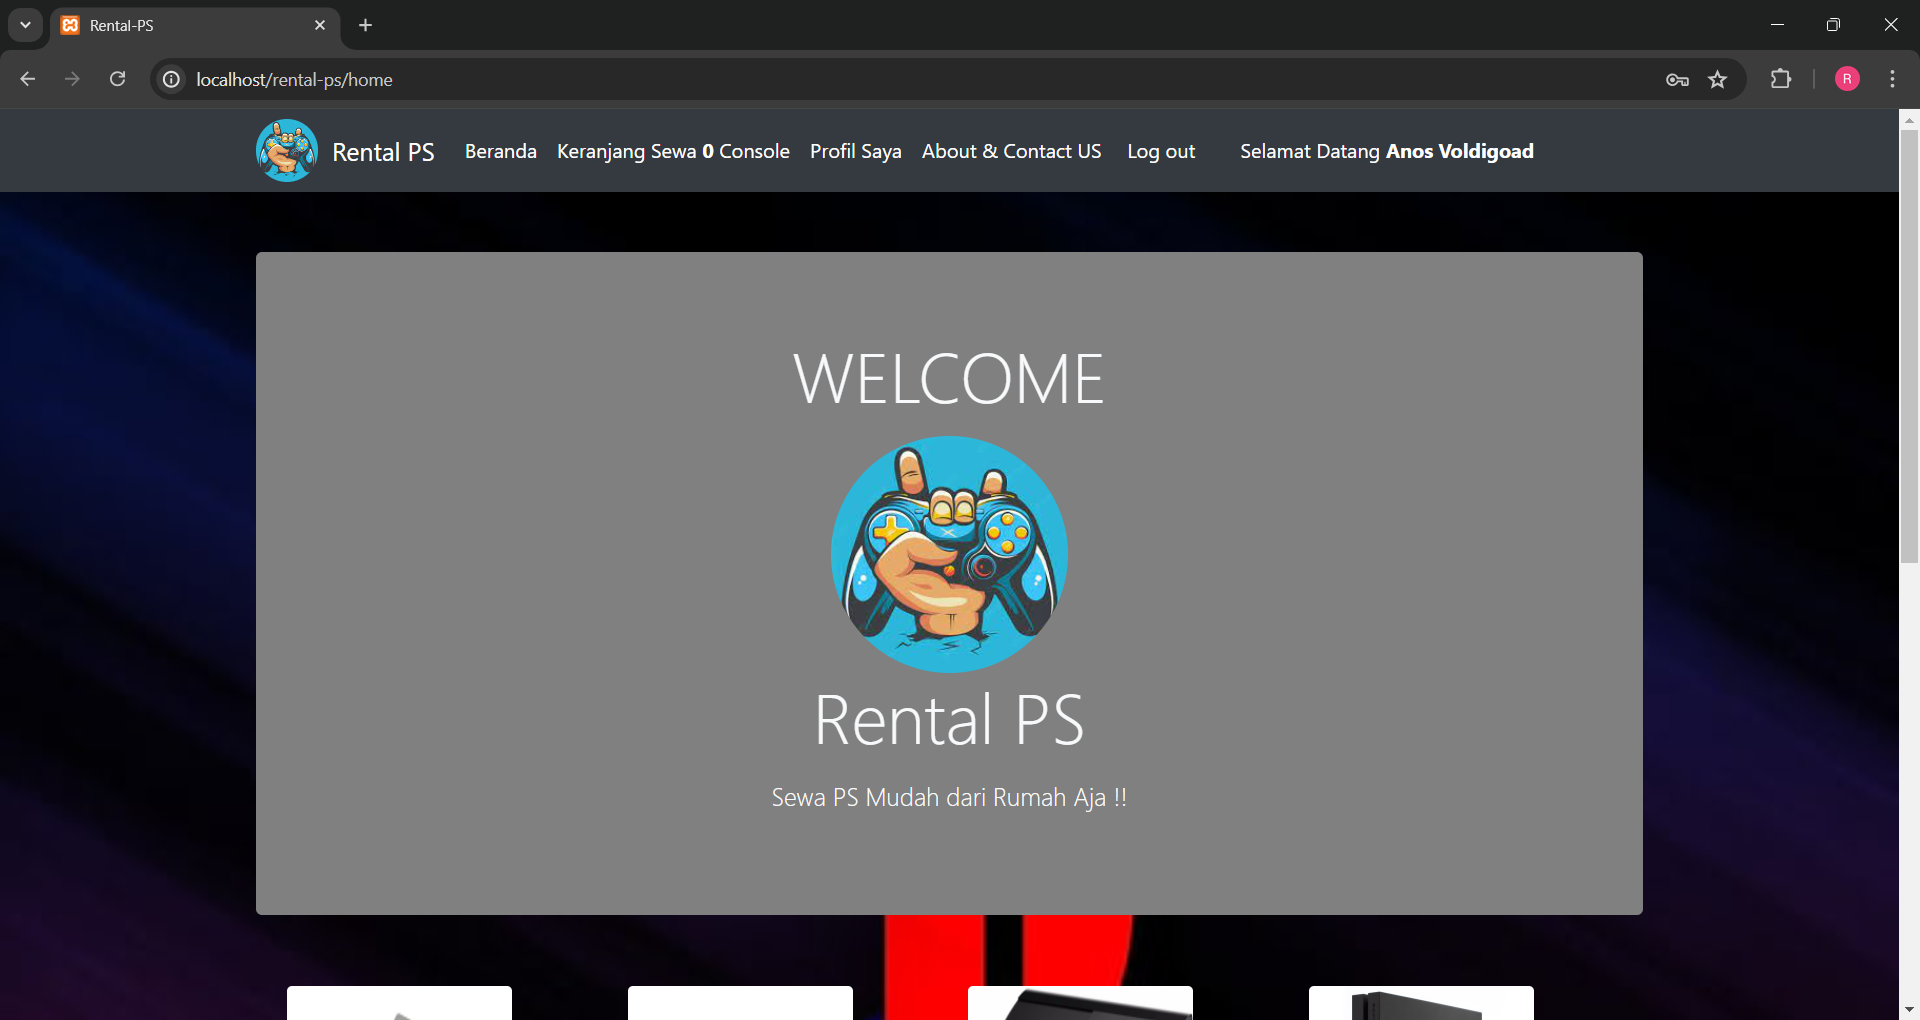 Rental-PS
localhost/rental-ps/home
R
Rental PS Beranda Keranjang Sewa 0 Console Profil Saya About & Contact US Log out Selamat Datang Anos Voldigoad
WELCOME
Rental PS
Sewa PS Mudah dari Rumah Aja !!